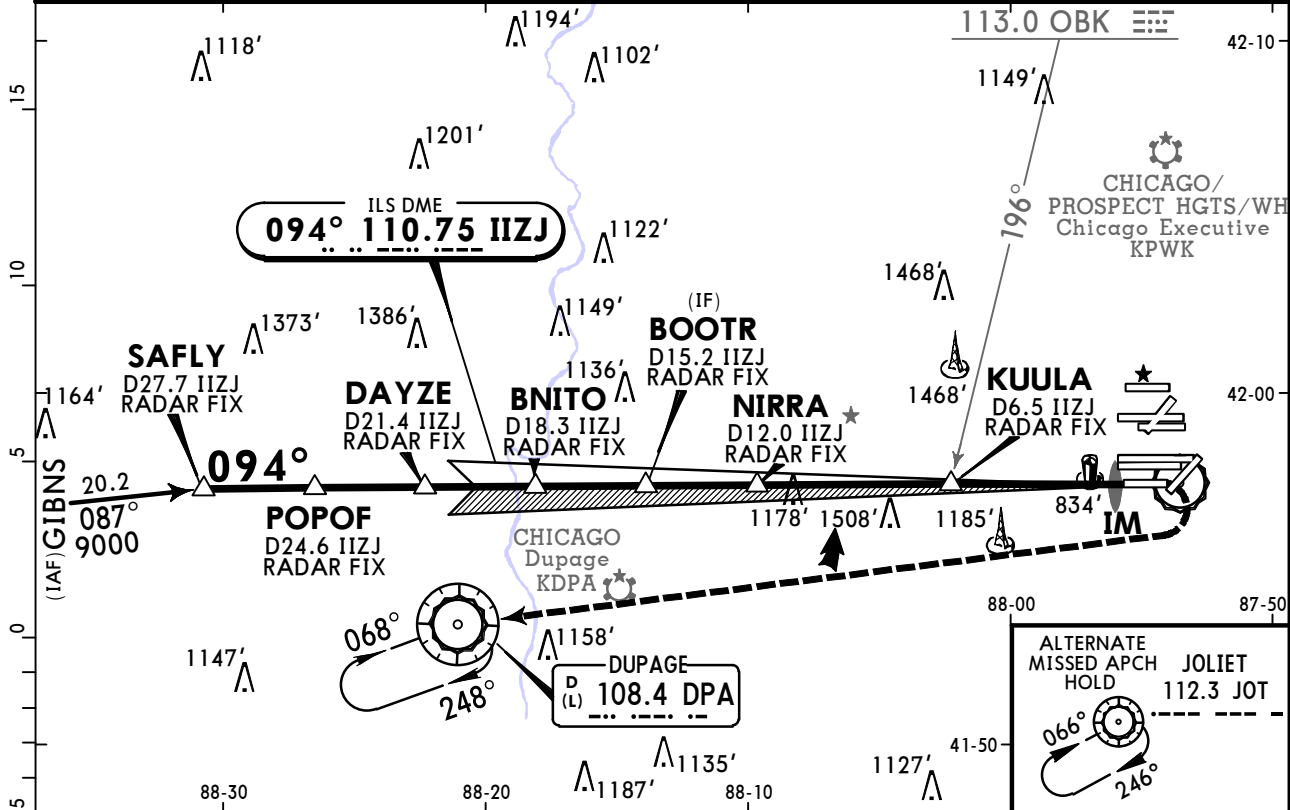 113.0 OBK
42-10
1194'
1118'
1102'
1149'
15
1201'
196°
CHICAGO/
PROSPECT HGTS/WH
Chicago Executive
KPWK
ILS DME
094° 110.75 IIZJ
1122'
10
1468'
1373'
1386'
1149'
(IF)
BOOTR
D15.2 IIZJ
RADAR FIX
SAFLY
D27.7 IIZJ
RADAR FIX
1136'
1468'
KUULA
D6.5 IIZJ
RADAR FIX
42-00
1164'
DAYZE
D21.4 IIZJ
RADAR FIX
BNITO
D18.3 IIZJ
RADAR FIX
NIRRA
D12.0 IIZJ
RADAR FIX
5
094°
(IAF) GIBNS
20.2
087°
9000
POPOF
D24.6 IIZJ
RADAR FIX
1178'
1508'
1185'
834'
IM
CHICAGO
Dupage
KDPA
88-00
87-50
0
068°
248°
1158'
1147'
DUPAGE
D
(L)
108.4 DPA
ALTERNATE
MISSED APCH
HOLD
JOLIET
112.3 JOT
066°
246°
41-50
1135'
1187'
1127'
5
88-30
88-20
88-10